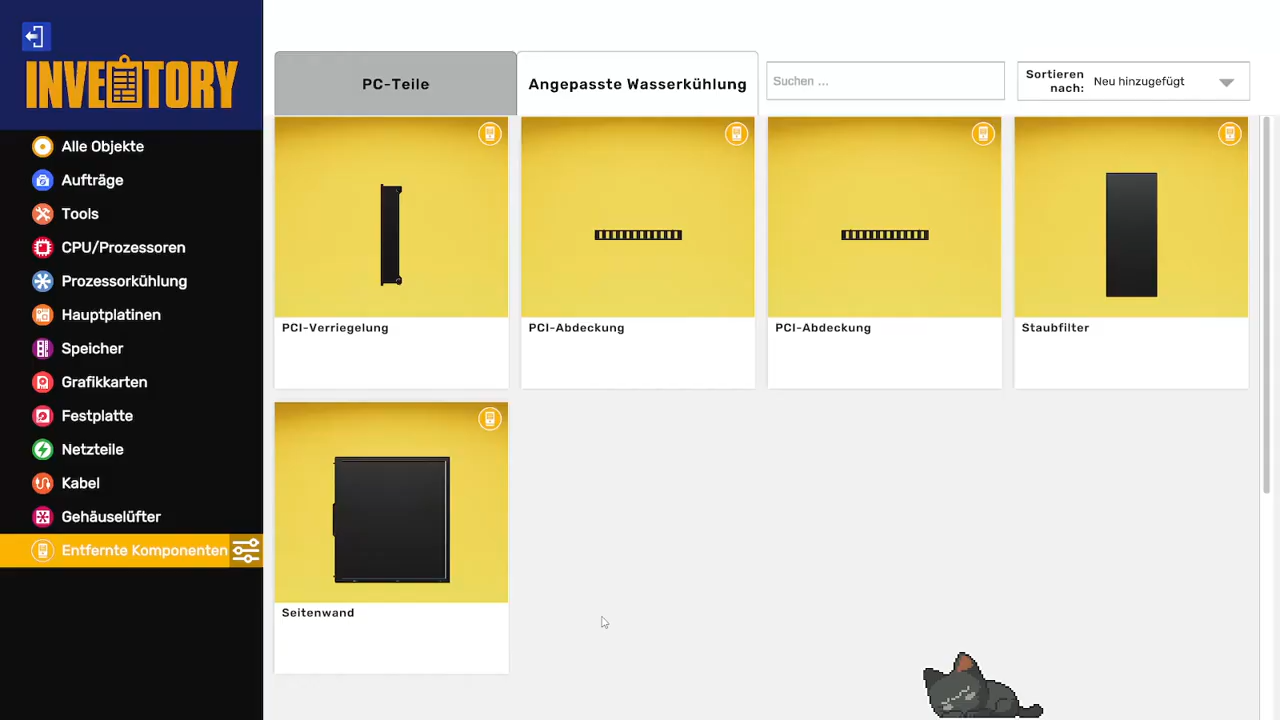 INVENTORY
Alle Objekte
Aufträge
Tools
CPU/Prozessoren
Prozessorkühlung
Hauptplatinen
Speicher
Grafikkarten
Festplatte
Netzteile
Kabel
Gehäuselüfter
Entfernte Komponenten
PC-Teile
Angepasste Wasserkühlung
Suchen ...
Sortieren
nach:
Neu hinzugefügt
PCI-Verriegelung
PCI-Abdeckung
PCI-Abdeckung
Staubfilter
Seitenwand